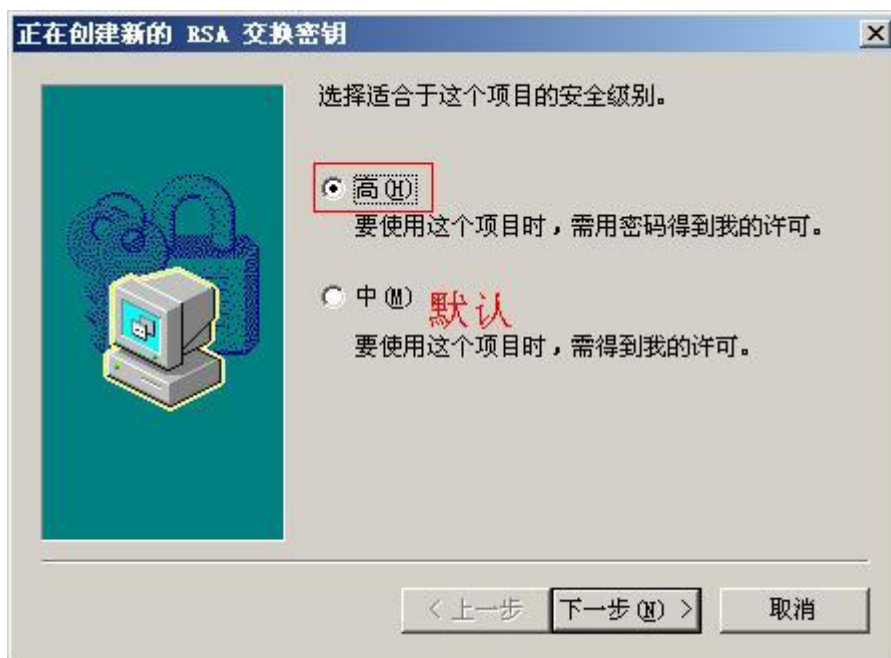 正在创建新的 RSA 交换密钥
选择适合于这个项目的安全级别。
高(H)
要使用这个项目时，需用密码得到我的许可。
中(M) 默认
要使用这个项目时，需得到我的许可。
< 上一步 下一步(N) > 取消